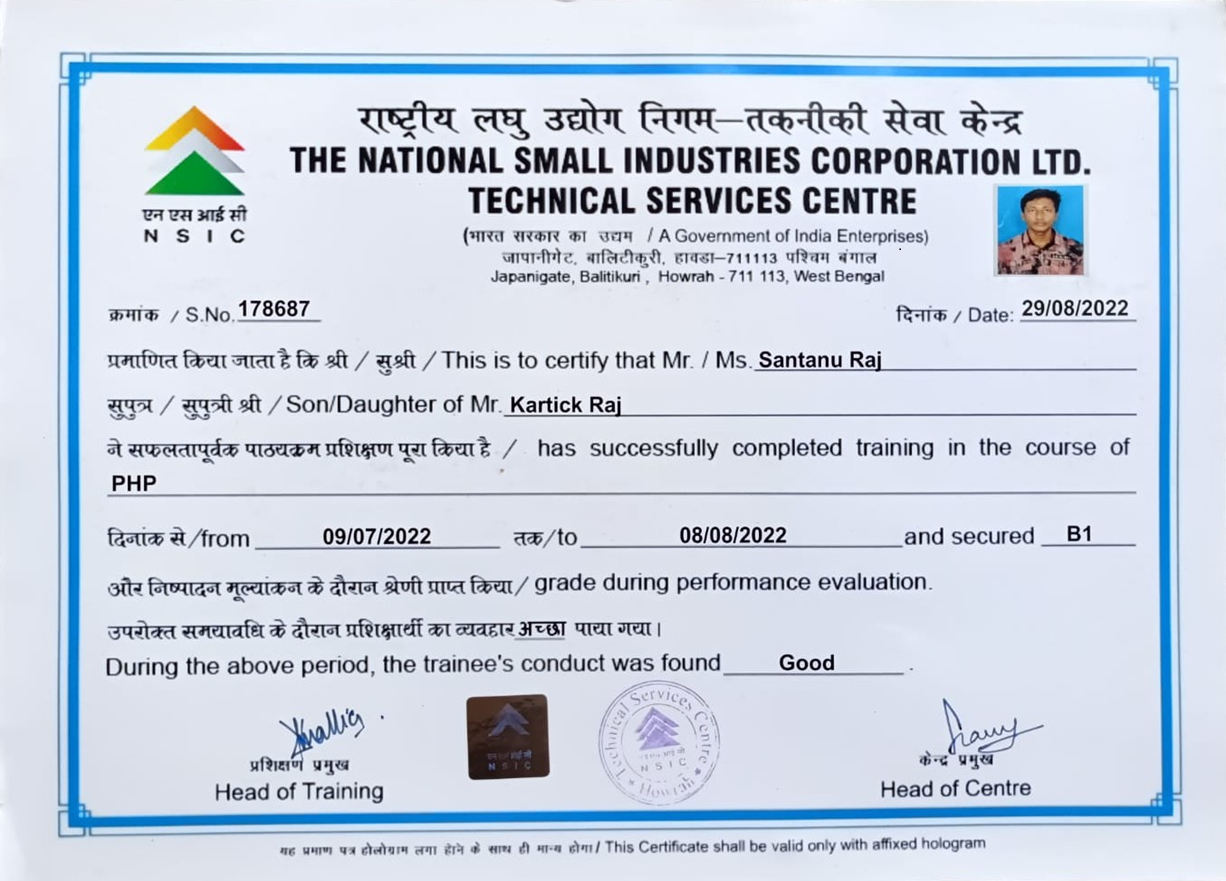 राष्ट्रीय लघु उद्योग निगम–तकनीकी सेवा केन्द्र
THE NATIONAL SMALL INDUSTRIES CORPORATION LTD.
TECHNICAL SERVICES CENTRE
एन एस आई सी
N S I C
(भारत सरकार का उद्यम / A Government of India Enterprises)
जापानीगेट, बालिटीकुरी, हावडा–711113 पश्चिम बंगाल
Japanigate, Balitikuri , Howrah - 711 113, West Bengal
क्रमांक / S.No. 178687 दिनांक / Date: 29/08/2022
प्रमाणित किया जाता है कि श्री / सुश्री / This is to certify that Mr. / Ms. Santanu Raj
सुपुत्र / सुपुत्री श्री / Son/Daughter of Mr. Kartick Raj
ने सफलतापूर्वक पाठयक्रम प्रशिक्षण पूरा किया है / has successfully completed training in the course of
PHP
दिनांक से /from 09/07/2022 तक/to 08/08/2022 and secured B1
और निष्पादन मूल्यांकन के दौरान श्रेणी प्राप्त किया/ grade during performance evaluation.
उपरोक्त समयावधि के दौरान प्रशिक्षार्थी का व्यवहार अच्छा पाया गया।
During the above period, the trainee's conduct was found Good .
प्रशिक्षण प्रमुख
Head of Training
एन एस आई सी
N S I C
Technical Services Centre
N S I C
* Howrah *
केन्द्र प्रमुख
Head of Centre
यह प्रमाण पत्र होलोग्राम लगा होने के साथ ही मान्य होगा / This Certificate shall be valid only with affixed hologram